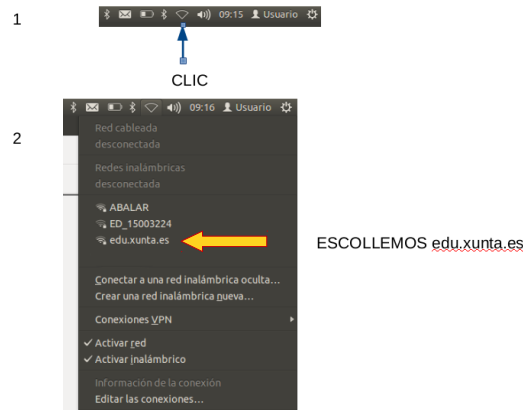 1
09:15 Usuario
CLIC
2
09:16 Usuario
Red cableada
desconectada
Redes inalámbricas
desconectada
ABALAR
ED_15003224
edu.xunta.es
ESCOLLEMOS edu.xunta.es
Conectar a una red inalámbrica oculta...
Crear una red inalámbrica nueva...
Conexiones VPN
Activar red
Activar inalámbrico
Información de la conexión
Editar las conexiones...